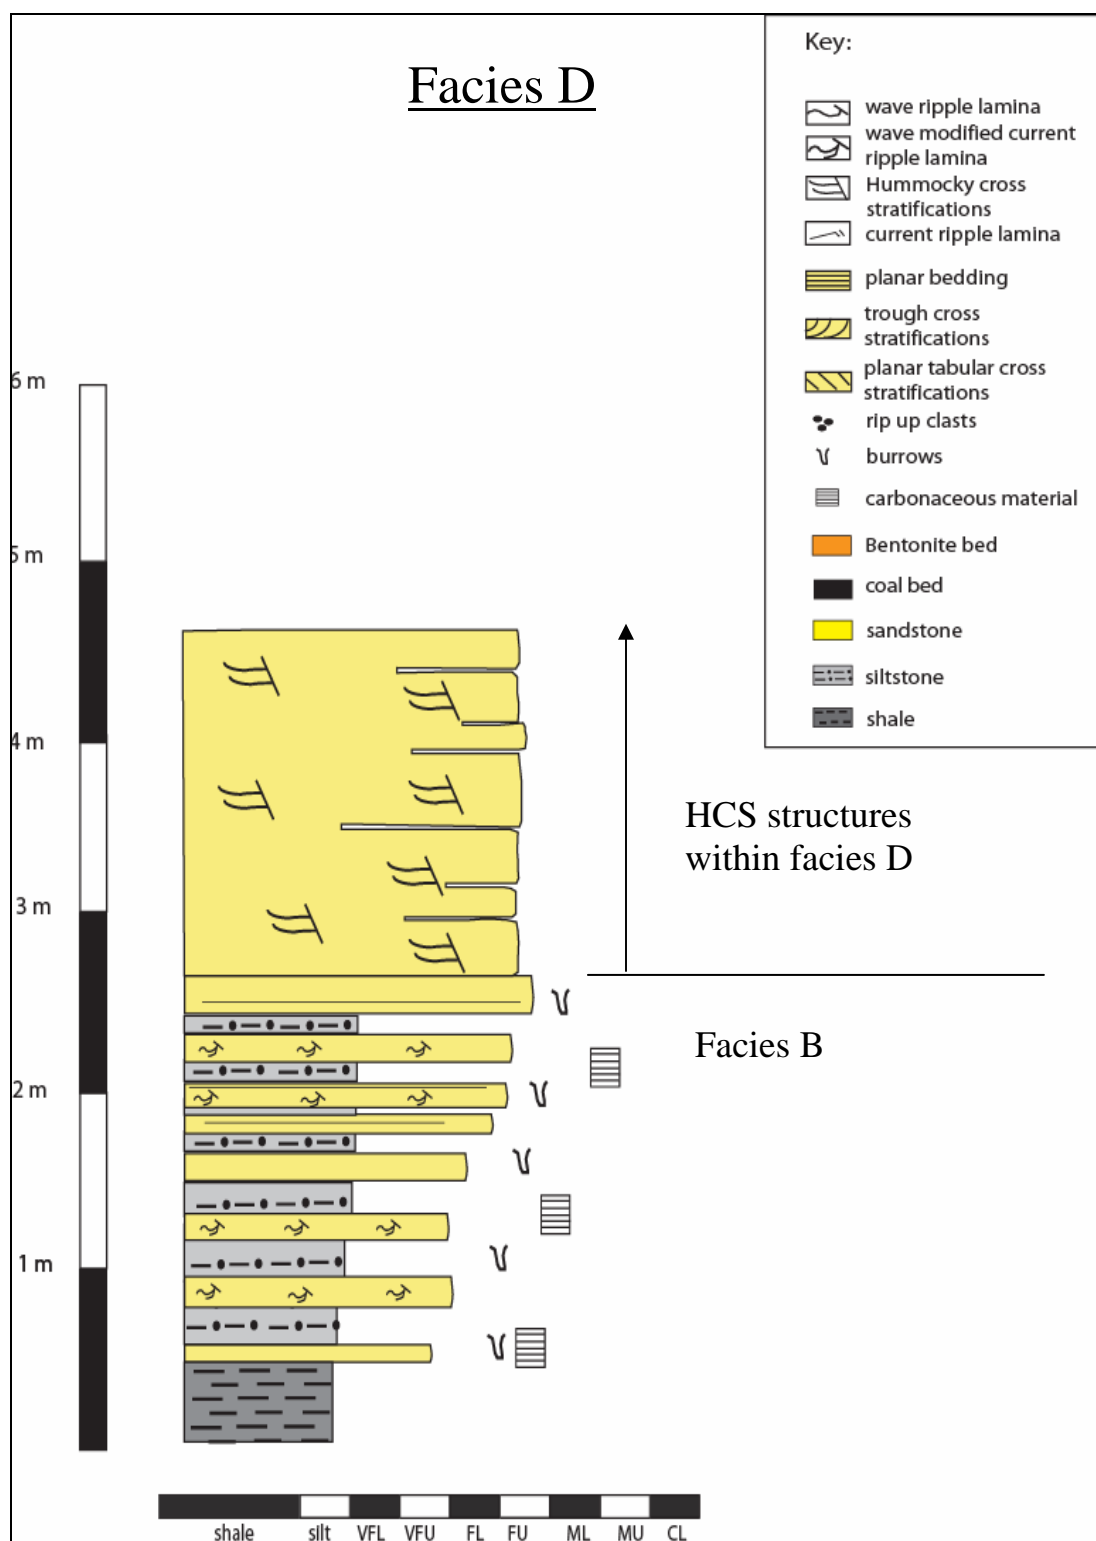 Facies D
Key:
wave ripple lamina
wave modified current
ripple lamina
Hummocky cross
stratifications
current ripple lamina
planar bedding
trough cross
stratifications
planar tabular cross
stratifications
rip up clasts
burrows
carbonaceous material
Bentonite bed
coal bed
sandstone
siltstone
shale
6 m
5 m
4 m
3 m
2 m
1 m
HCS structures
within facies D
Facies B
shale silt VFL VFU FL FU ML MU CL